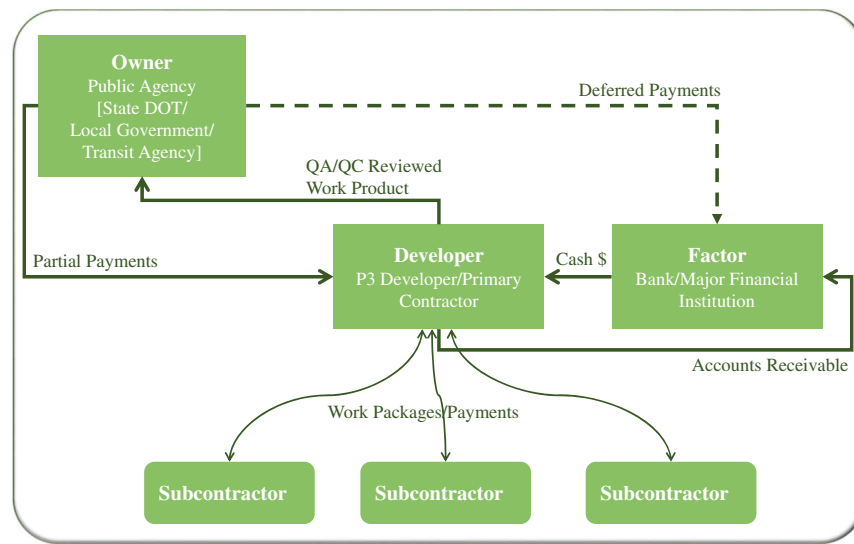 Owner
Public Agency
[State DOT/
Local Government/
Transit Agency]
Deferred Payments
QA/QC Reviewed
Work Product
Partial Payments
Developer
P3 Developer/Primary
Contractor
Cash $
Factor
Bank/Major Financial
Institution
Accounts Receivable
Work Packages/Payments
Subcontractor
Subcontractor
Subcontractor